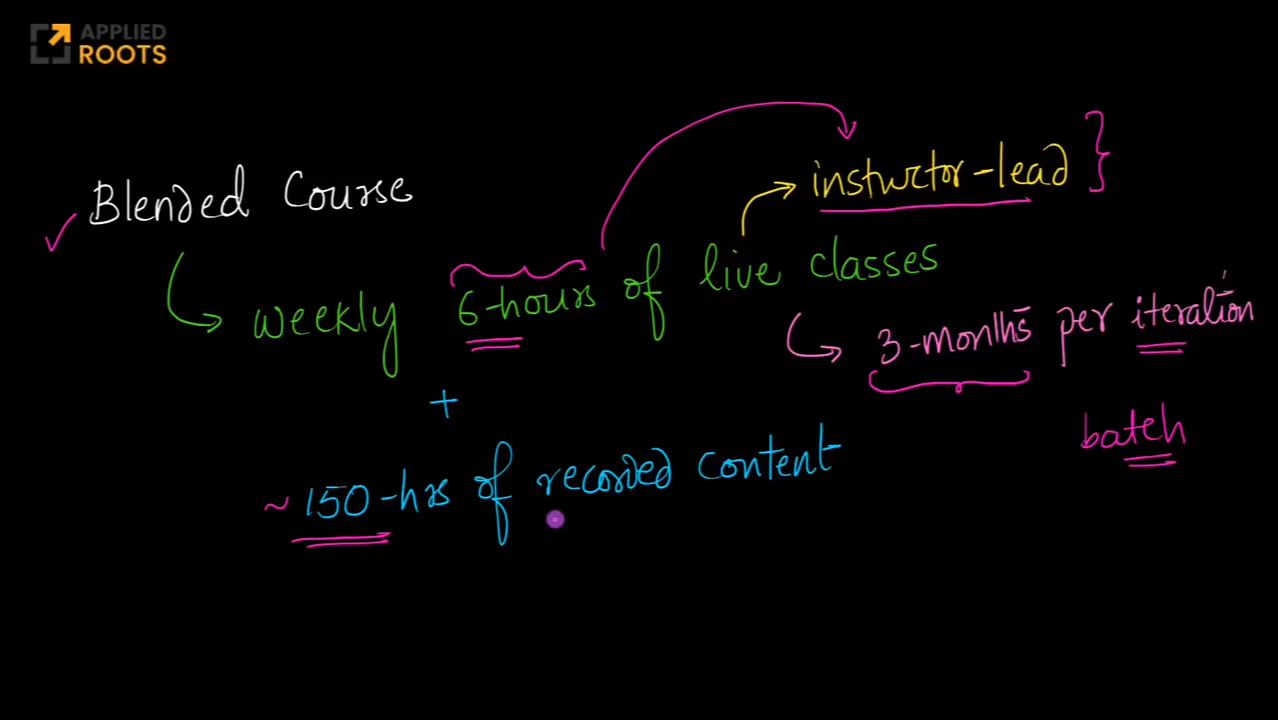 APPLIED
ROOTS
instructor-lead }
Blended Course
weekly 6-hours of live classes
3-months per iteration
+
batch
~ 150-hrs of recorded content